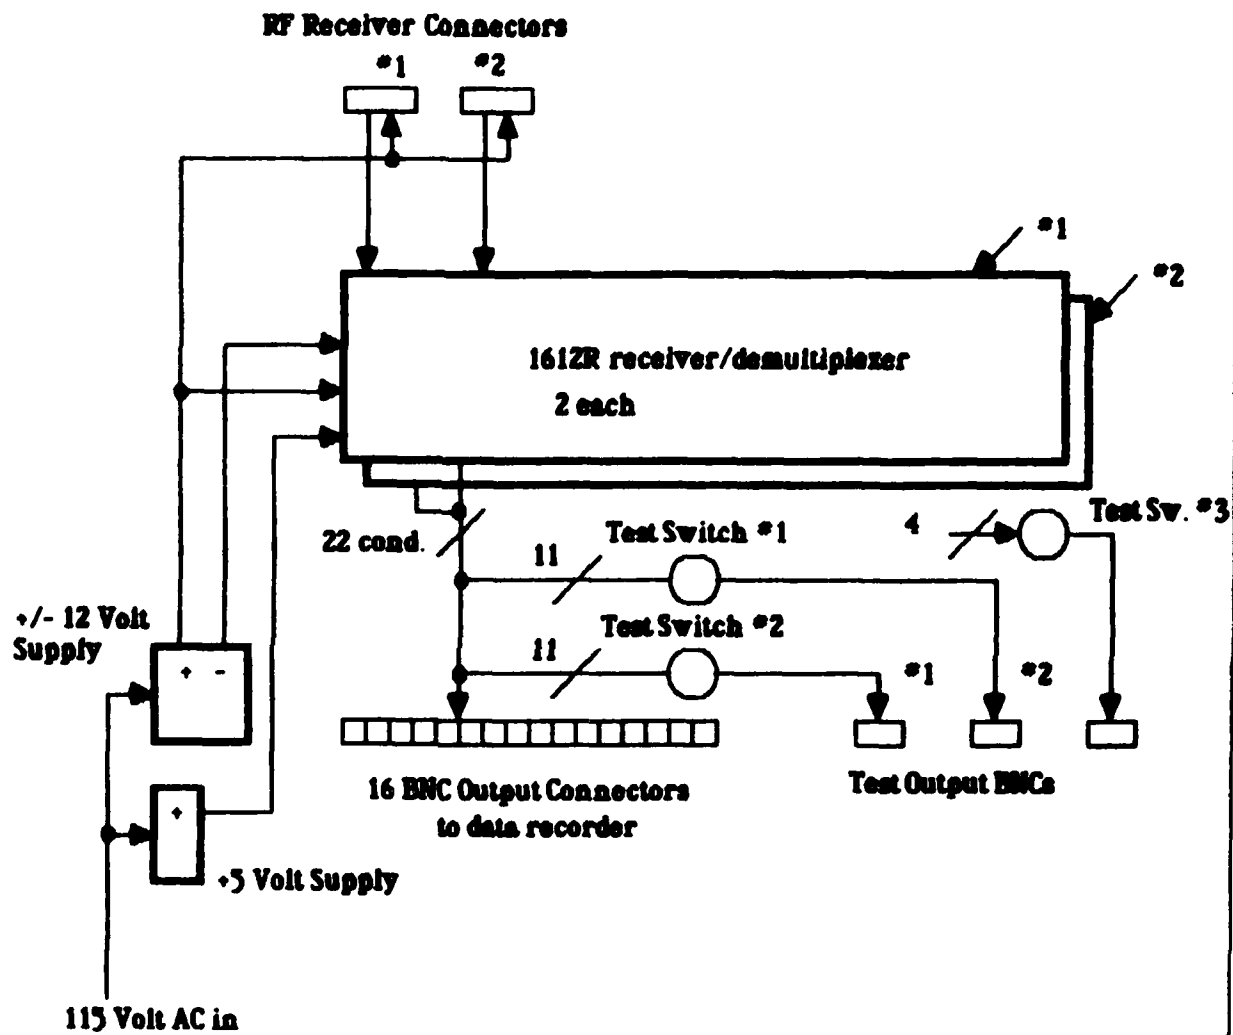 RF Receiver Connectors
#1
#2
#1
#2
1612R receiver/demultiplexer
2 each
22 cond.
11
Test Switch #1
4
Test Sw. #3
+/- 12 Volt
Supply
+ -
11
Test Switch #2
#1
#2
16 BNC Output Connectors
to data recorder
Test Output BNCs
+
+5 Volt Supply
115 Volt AC in